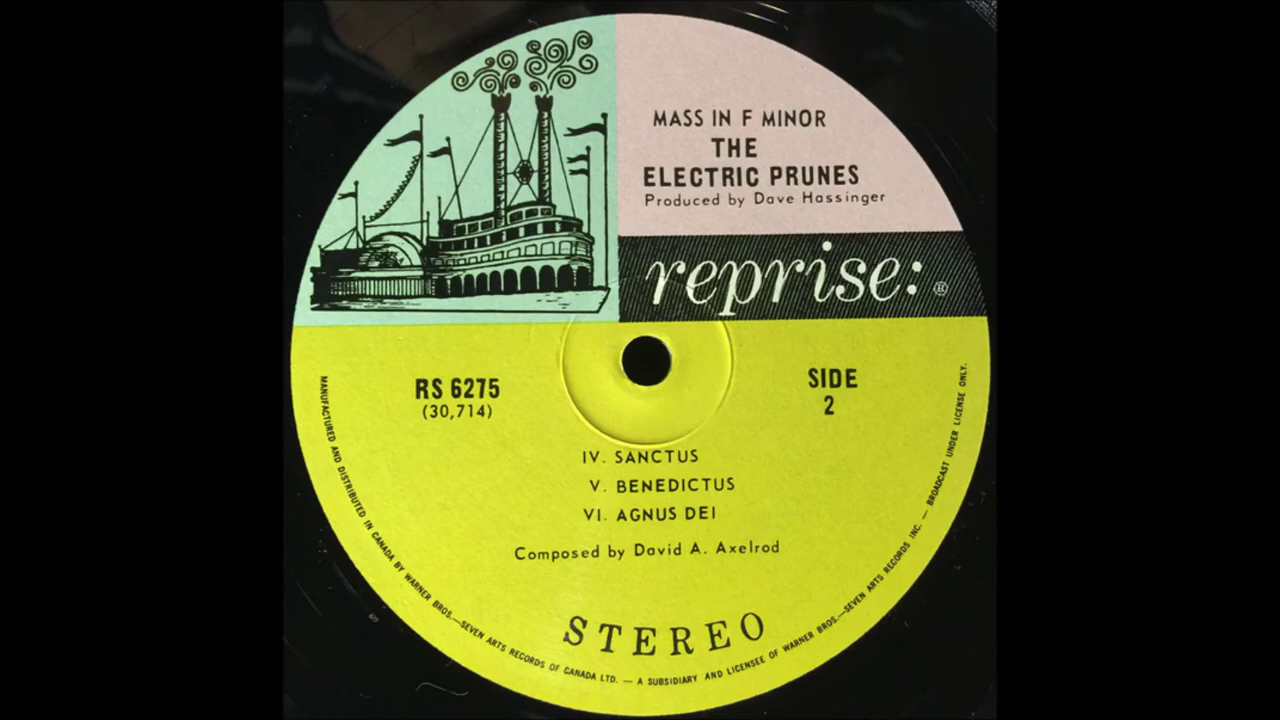 MASS IN F MINOR
THE
ELECTRIC PRUNES
Produced by Dave Hassinger
reprise: ®
RS 6275
(30,714)
SIDE
2
IV. SANCTUS
V. BENEDICTUS
VI. AGNUS DEI
Composed by David A. Axelrod
STEREO
MANUFACTURED AND DISTRIBUTED IN CANADA BY WARNER BROS.—SEVEN ARTS RECORDS OF CANADA LTD. — A SUBSIDIARY AND LICENSEE OF WARNER BROS.—SEVEN ARTS RECORDS INC. — BROADCAST UNDER LICENSE ONLY.